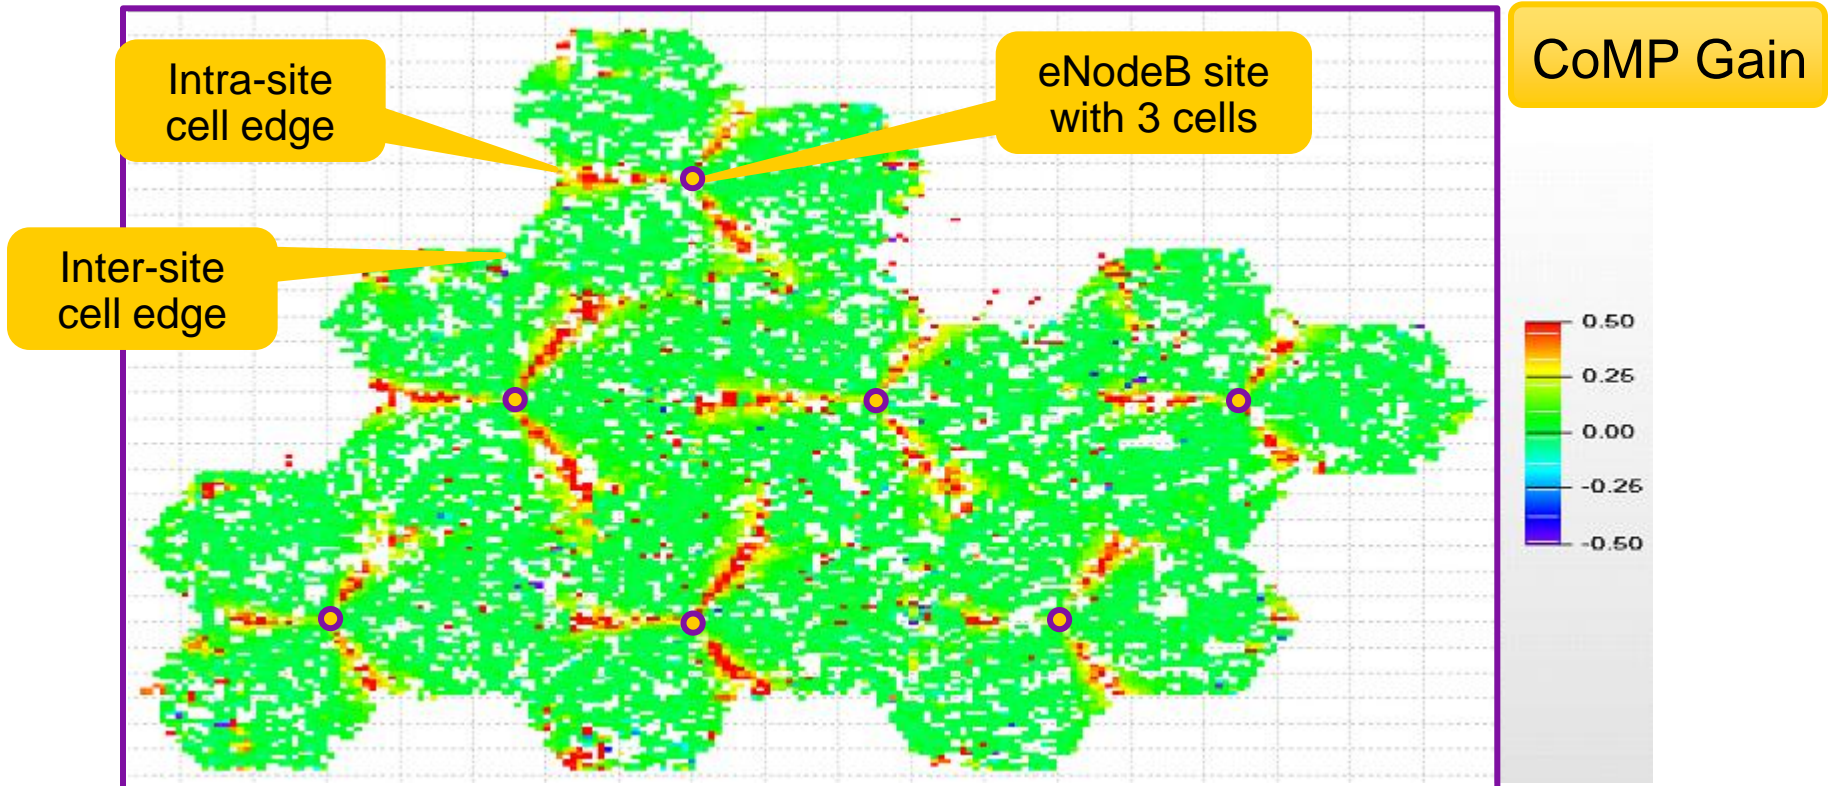 CoMP Gain
Intra-site
cell edge
eNodeB site
with 3 cells
Inter-site
cell edge
0.50
0.25
0.00
-0.25
-0.50